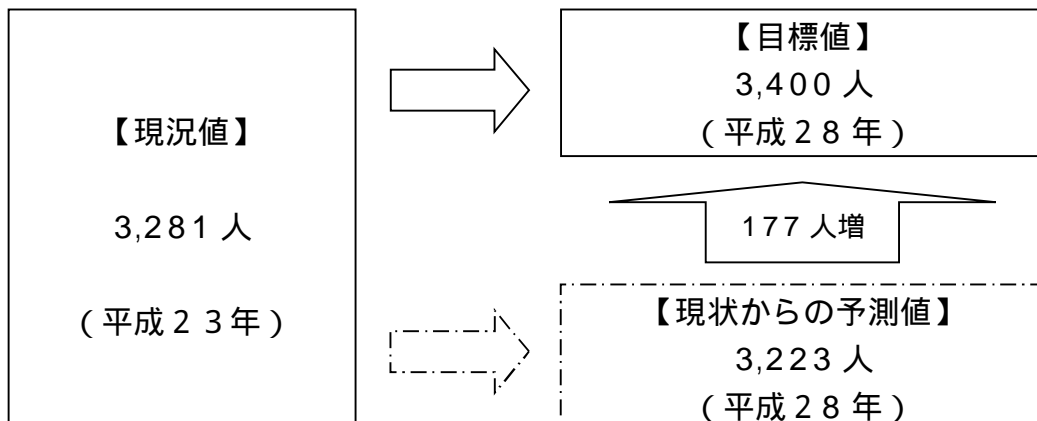 【現況値】
3,281 人
(平成23年)
【目標値】
3,400 人
(平成28年)
177 人増
【現状からの予測値】
3,223 人
(平成28年)